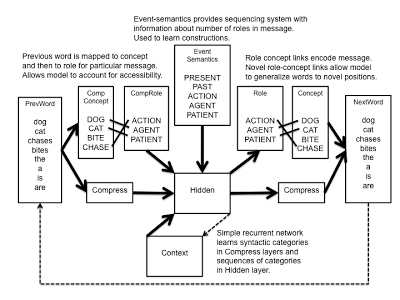 Event-semantics provides sequencing system with
information about number of roles in message.
Used to learn constructions.
Previous word is mapped to concept
and then to role for particular message.
Allows model to account for accessibility.
Event
Semantics
PRESENT
PAST
ACTION
AGENT
PATIENT
Role concept links encode message.
Novel role-concept links allow model
to generalize words to novel positions.
PrevWord
dog
cat
chases
bites
the
a
is
are
Comp
Concept
DOG
CAT
BITE
CHASE
CompRole
ACTION
AGENT
PATIENT
Role
ACTION
AGENT
PATIENT
Concept
DOG
CAT
BITE
CHASE
NextWord
dog
cat
chases
bites
the
a
is
are
Compress
Hidden
Compress
Context
Simple recurrent network
learns syntactic categories
in Compress layers and
sequences of categories
in Hidden layer.